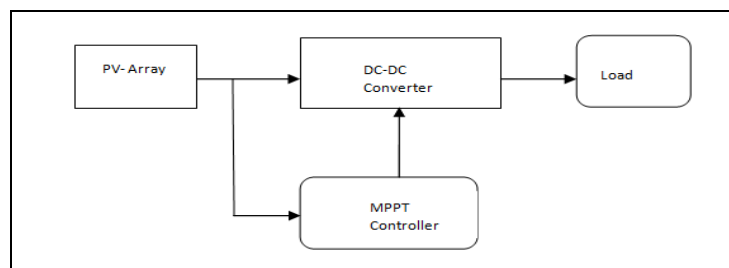 PV- Array
DC-DC
Converter
Load
MPPT
Controller